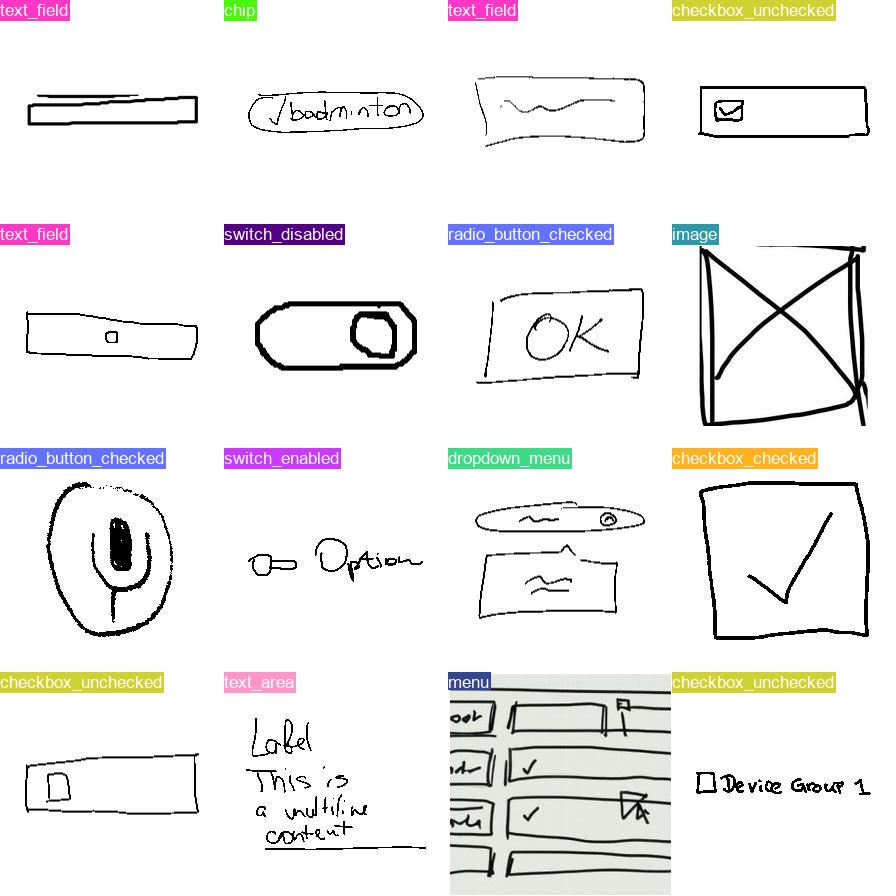 text_field
chip
text_field
checkbox_unchecked
√badminton
text_field
switch_disabled
radio_button_checked
image
OK
radio_button_checked
switch_enabled
dropdown_menu
checkbox_checked
Option
checkbox_unchecked
text_area
menu
checkbox_unchecked
Label
This is
a multiline
content
Device Group 1